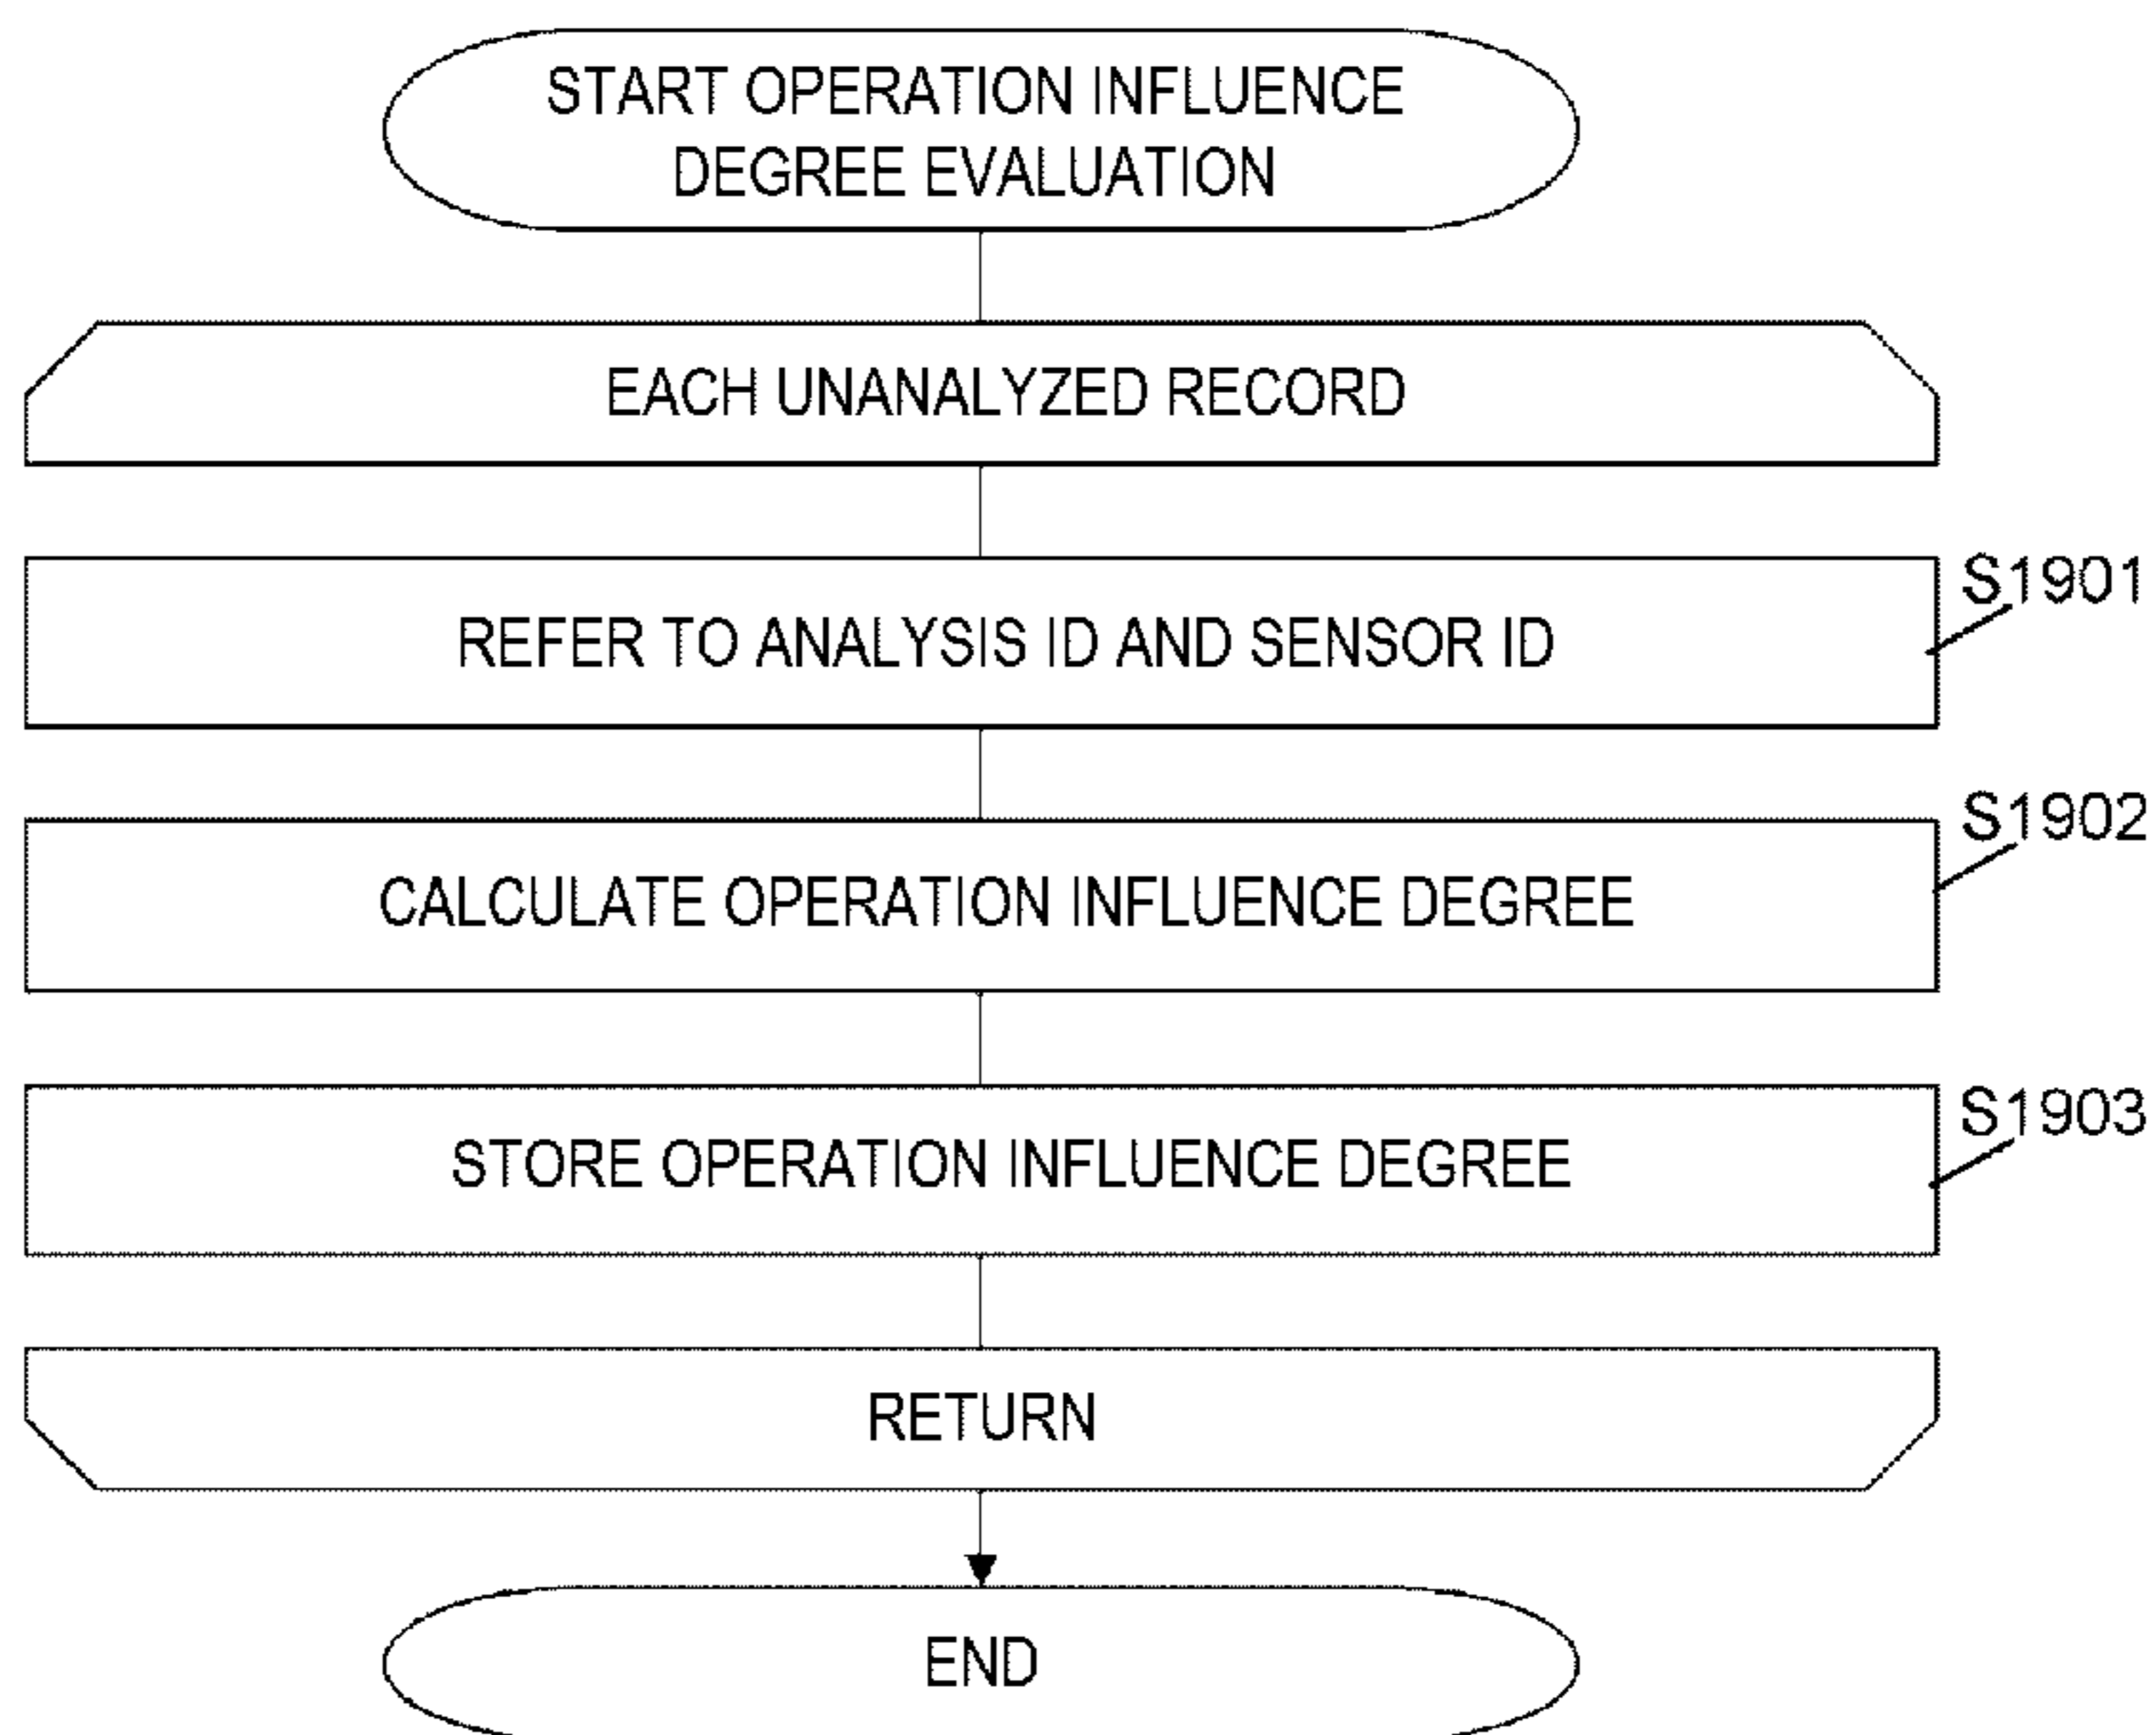 START OPERATION INFLUENCE
DEGREE EVALUATION
EACH UNANALYZED RECORD
REFER TO ANALYSIS ID AND SENSOR ID
S1901
CALCULATE OPERATION INFLUENCE DEGREE
S1902
STORE OPERATION INFLUENCE DEGREE
S1903
RETURN
END